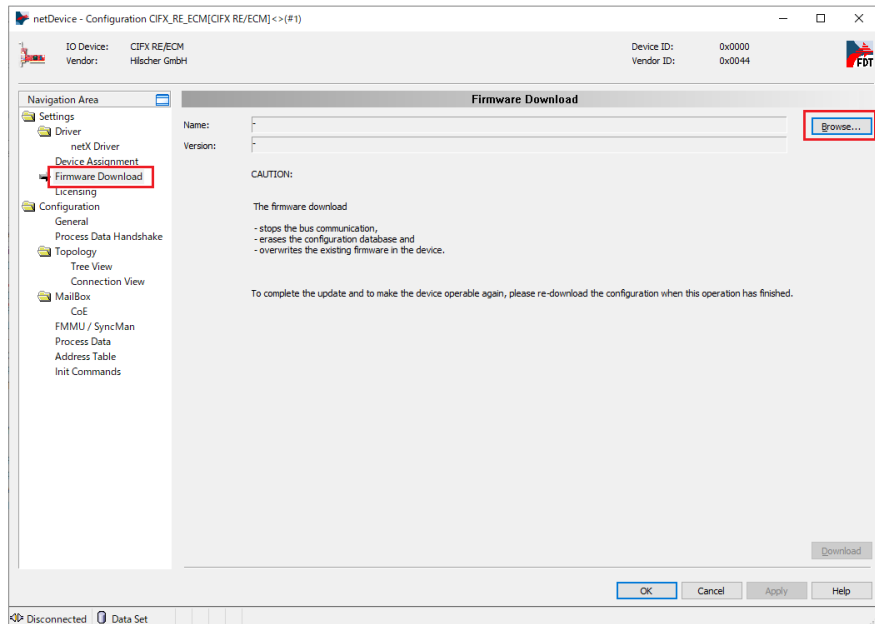 netDevice - Configuration CIFX_RE_ECM[CIFX RE/ECM]<>(#1)
IO Device: CIFX RE/ECM Device ID: 0x0000
Vendor: Hilscher GmbH Vendor ID: 0x0044
FDT
Navigation Area
Firmware Download
Settings
Driver
netX Driver
Device Assignment
Firmware Download
Licensing
Configuration
General
Process Data Handshake
Topology
Tree View
Connection View
MailBox
CoE
FMMU / SyncMan
Process Data
Address Table
Init Commands
Name: -
Browse...
Version: -
CAUTION:
The firmware download
- stops the bus communication,
- erases the configuration database and
- overwrites the existing firmware in the device.
To complete the update and to make the device operable again, please re-download the configuration when this operation has finished.
Download
OK Cancel Apply Help
Disconnected Data Set